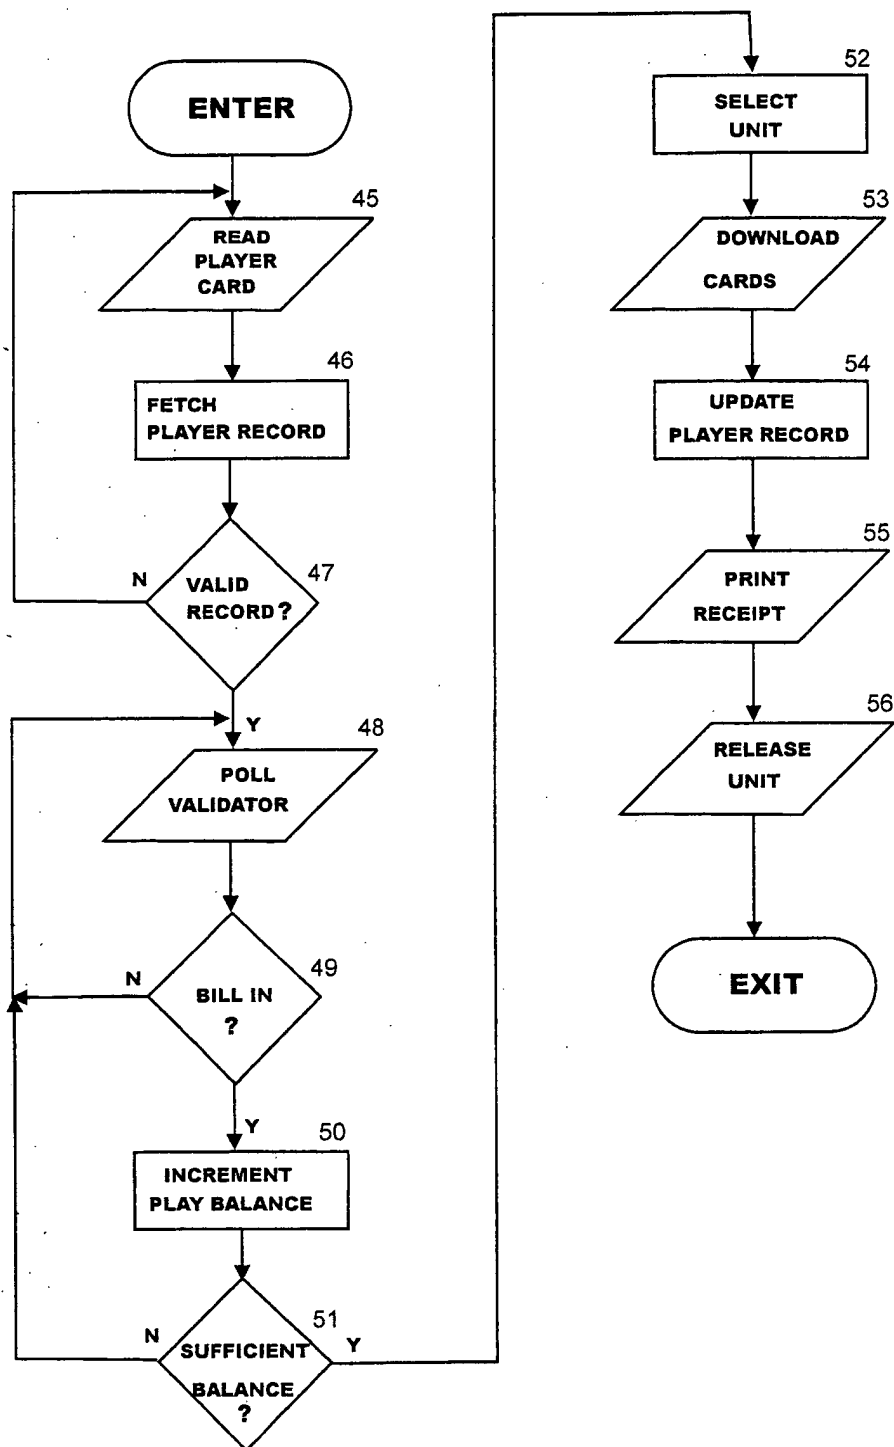 ENTER
45
READ
PLAYER
CARD
46
FETCH
PLAYER RECORD
47
N
VALID
RECORD?
Y
48
POLL
VALIDATOR
49
N
BILL IN
?
Y
50
INCREMENT
PLAY BALANCE
51
N
SUFFICIENT
BALANCE
?
Y
52
SELECT
UNIT
53
DOWNLOAD
CARDS
54
UPDATE
PLAYER RECORD
55
PRINT
RECEIPT
56
RELEASE
UNIT
EXIT